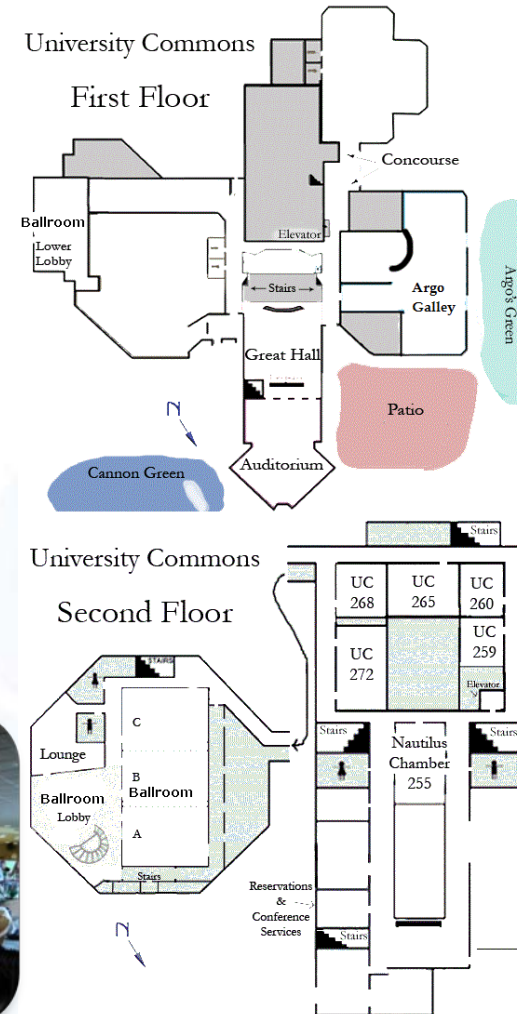 University Commons
First Floor
Concourse
Ballroom
Lower
Lobby
Elevator
Stairs
Argo
Galley
Argo's Green
Great Hall
Patio
N
Auditorium
Cannon Green
University Commons
Second Floor
Stairs
UC
268
UC
265
UC
260
UC
259
UC
272
Elevator
STAIRS
Stairs
Stairs
Nautilus
Chamber
255
C
Lounge
B
Ballroom
Ballroom
Lobby
A
Stairs
Reservations
&
Conference
Services
Stairs
N